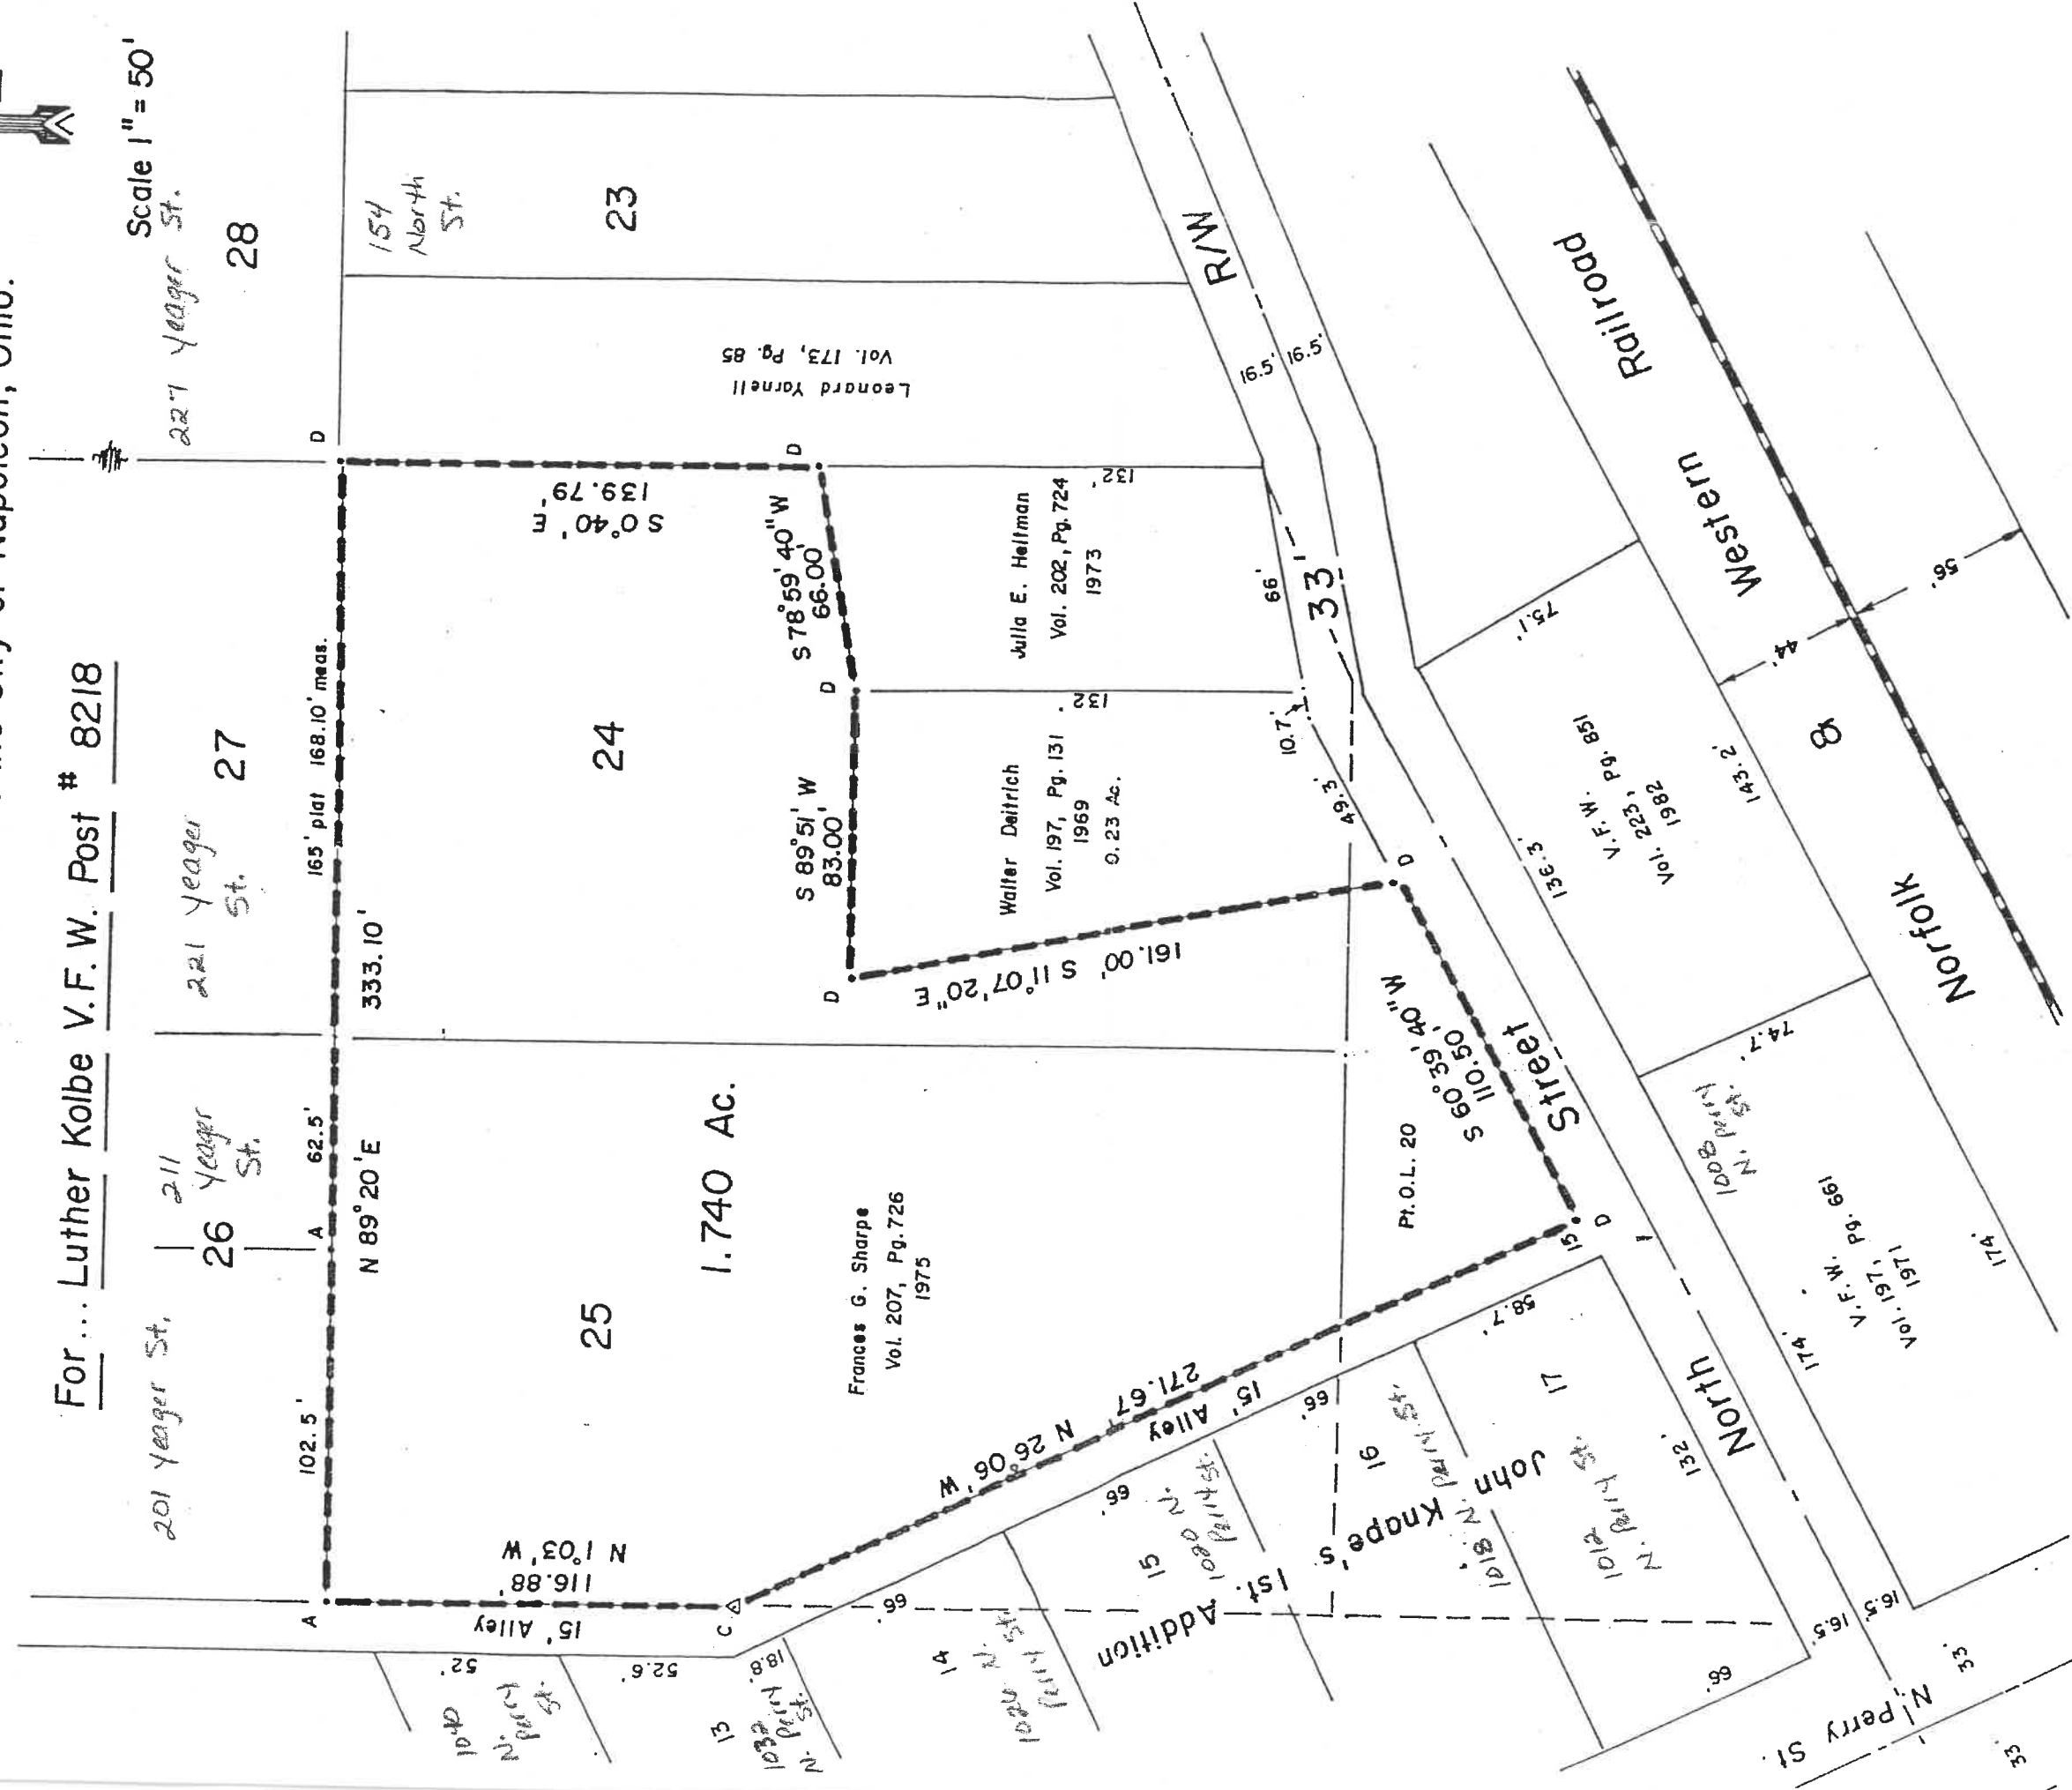 For... Luther Kolbe V.F.W. Post # 8218
Scale 1" = 50'
201 Yeager St.
26
211
Yeager
St.
221 Yeager
St.
27
227 Yeager St.
28
102.5'
A
62.5'
165' plat 168.10' meas.
D
A
N 89° 20' E
333.10'
154
North
St.
23
Leonard Yarnell
Vol. 173, Pg. 85
S 0° 40' E
139.79'
D
24
25
1.740 Ac.
Frances G. Sharpe
Vol. 207, Pg. 726
1975
S 78° 59' 40" W
66.00'
D
S 89° 51' W
83.00'
D
S 11° 07' 20" E
161.00'
Julia E. Heltman
Vol. 202, Pg. 724
1973
132'
66'
Walter Deitrich
Vol. 197, Pg. 131
1969
0.23 Ac.
132'
10.7'
49.3'
D
Pt. O.L. 20
S 60° 39' 40" W
110.50'
D
15'
N 1° 03' W
116.88'
15' Alley
C
N 26° 06' W
271.67'
15' Alley
52'
52.6'
18.8'
66'
66'
66'
58.7'
1040
N.
Perry
St.
13
1032
N. Perry
St.
14
N.
Perry St.
15
N.
Perry St.
16
1018 N. Perry St.
17
1012
N. Perry St.
John Knape's 1st. Addition
132'
66'
16.5'
16.5'
33'
33'
N. Perry St.
North Street
33'
R/W
16.5'
16.5'
174'
174'
V.F.W.
Vol. 197, Pg. 661
1971
1008
N. Perry
St.
74.7'
136.3'
V.F.W.
Vol. 223, Pg. 851
1982
143.2'
75.1'
44'
56'
Norfolk & Western Railroad